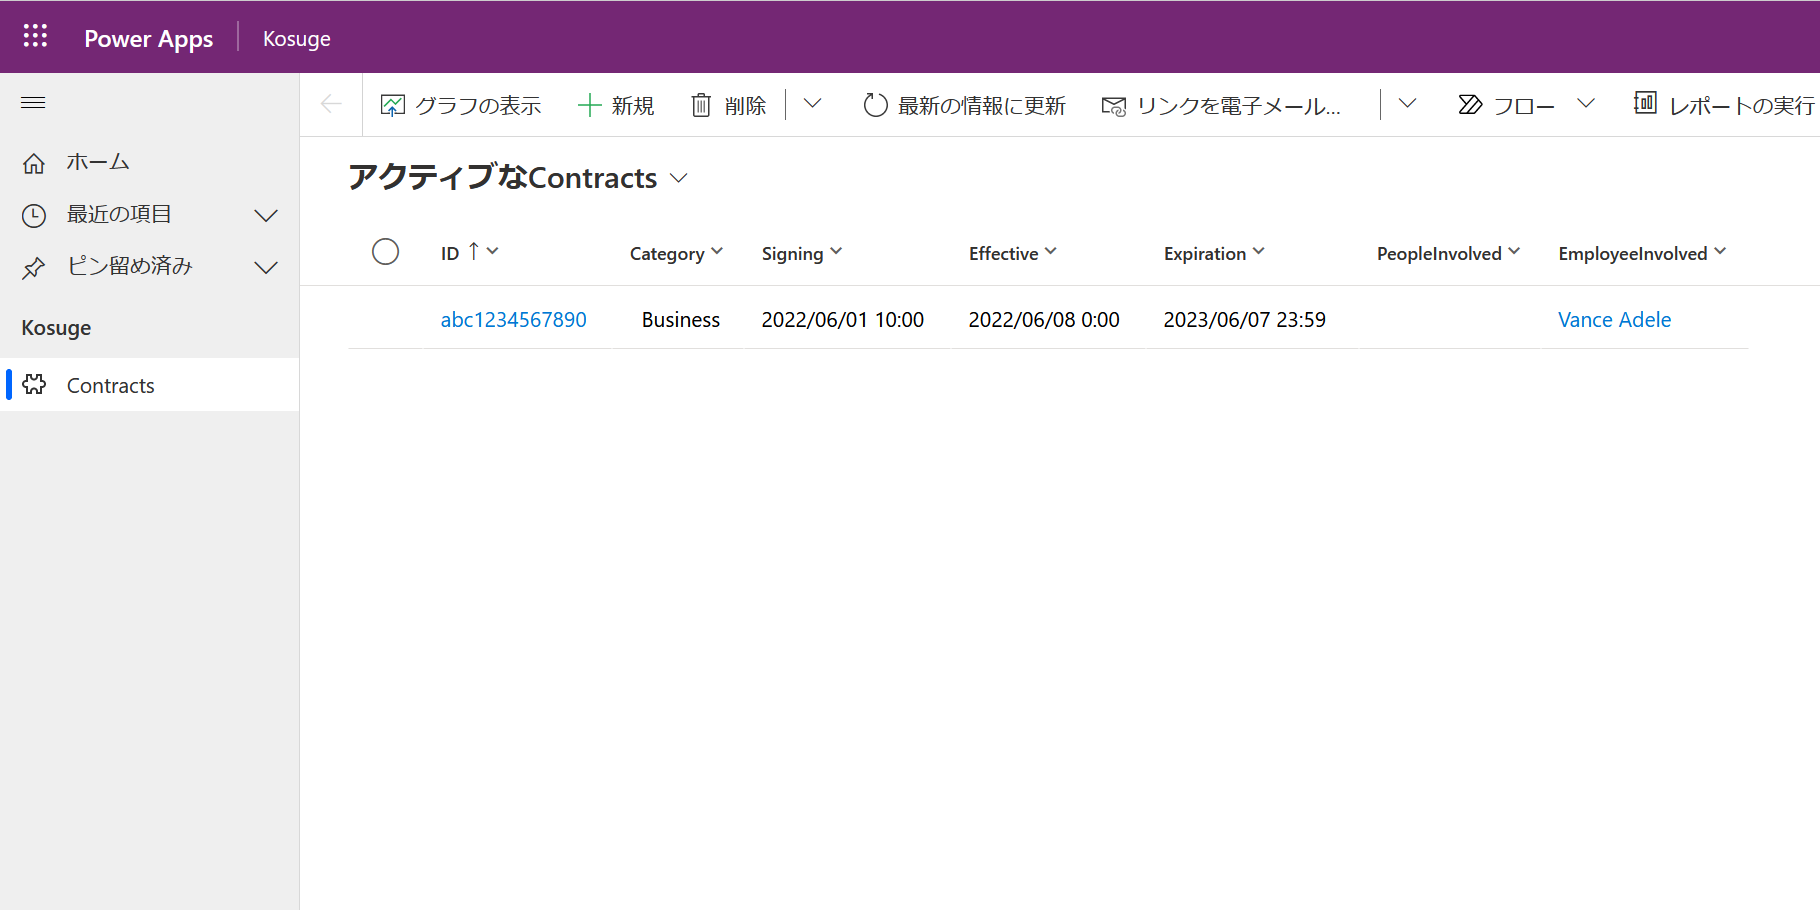 Power Apps Kosuge
グラフの表示 新規 削除 最新の情報に更新 リンクを電子メール... フロー レポートの実行
ホーム
最近の項目
ピン留め済み
Kosuge
Contracts
アクティブなContracts
ID Category Signing Effective Expiration PeopleInvolved EmployeeInvolved
abc1234567890 Business 2022/06/01 10:00 2022/06/08 0:00 2023/06/07 23:59 Vance Adele